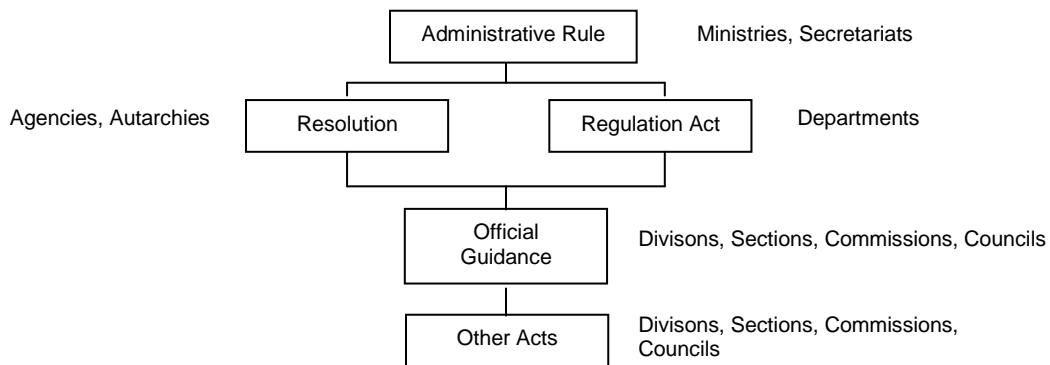 Administrative Rule
Ministries, Secretariats
Agencies, Autarchies
Resolution
Regulation Act
Departments
Official
Guidance
Divisons, Sections, Commissions, Councils
Other Acts
Divisons, Sections, Commissions,
Councils